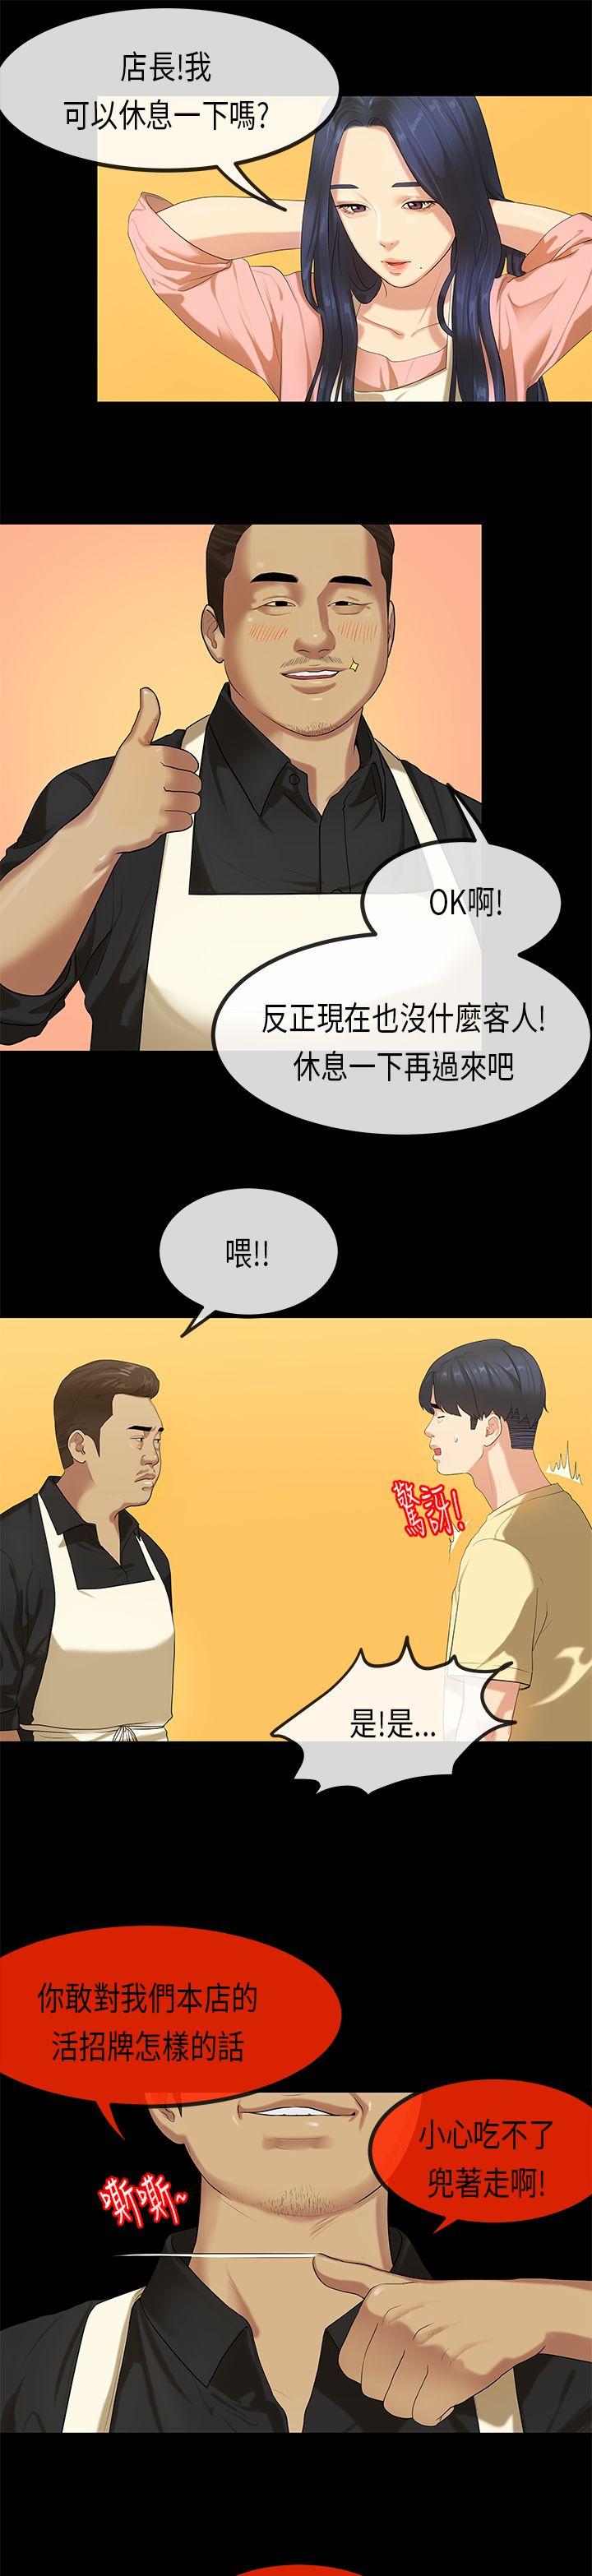 店長!我
可以休息一下嗎?
OK啊!
反正現在也沒什麼客人!
休息一下再過來吧
喂!!
驚訝!
是!是...
你敢對我們本店的
活招牌怎樣的話
小心吃不了
兜著走啊!
嘶嘶~